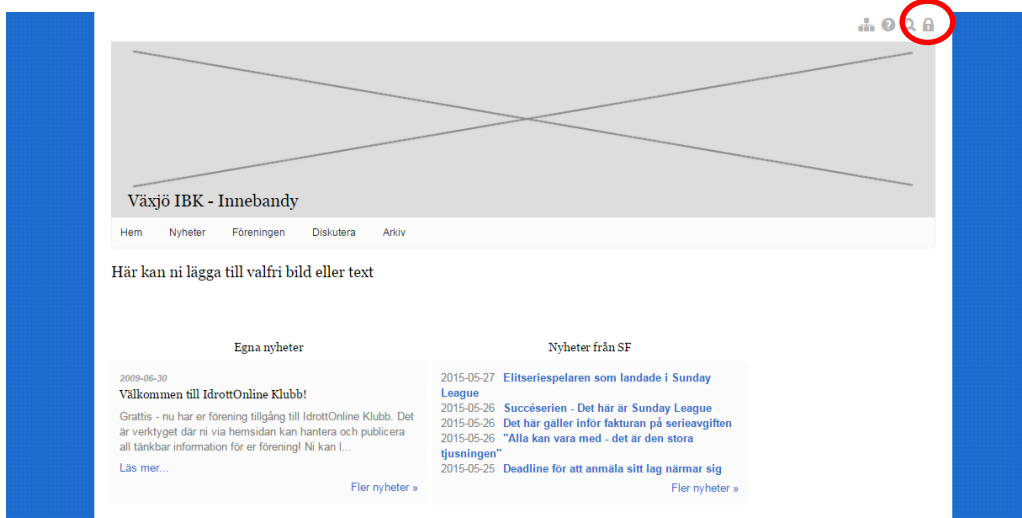 Växjö IBK - Innebandy
Hem Nyheter Föreningen Diskutera Arkiv
Här kan ni lägga till valfri bild eller text
Egna nyheter
2009-06-30
Välkommen till IdrottOnline Klubb!
Grattis - nu har er förening tillgång till IdrottOnline Klubb. Det
är verktyget där ni via hemsidan kan hantera och publicera
all tänkbar information för er förening! Ni kan l...
Läs mer...
Fler nyheter »
Nyheter från SF
2015-05-27 Elitseriespelaren som landade i Sunday
League
2015-05-26 Succéserien - Det här är Sunday League
2015-05-26 Det här gäller inför fakturan på serieavgiften
2015-05-26 "Alla kan vara med - det är den stora
tjusningen"
2015-05-25 Deadline för att anmäla sitt lag närmar sig
Fler nyheter »